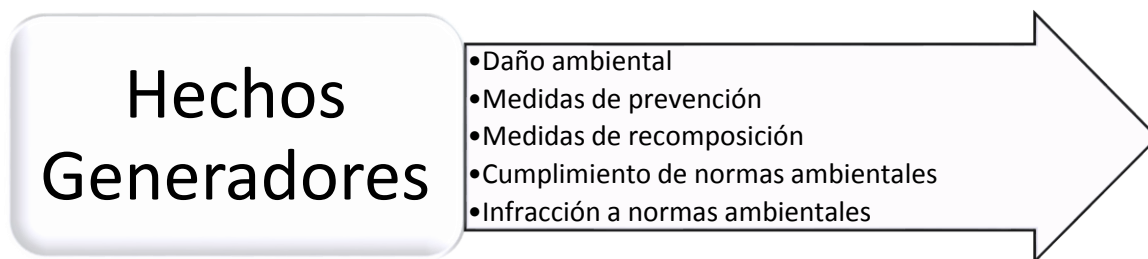 Hechos
Generadores
•Daño ambiental
•Medidas de prevención
•Medidas de recomposición
•Cumplimiento de normas ambientales
•Infracción a normas ambientales